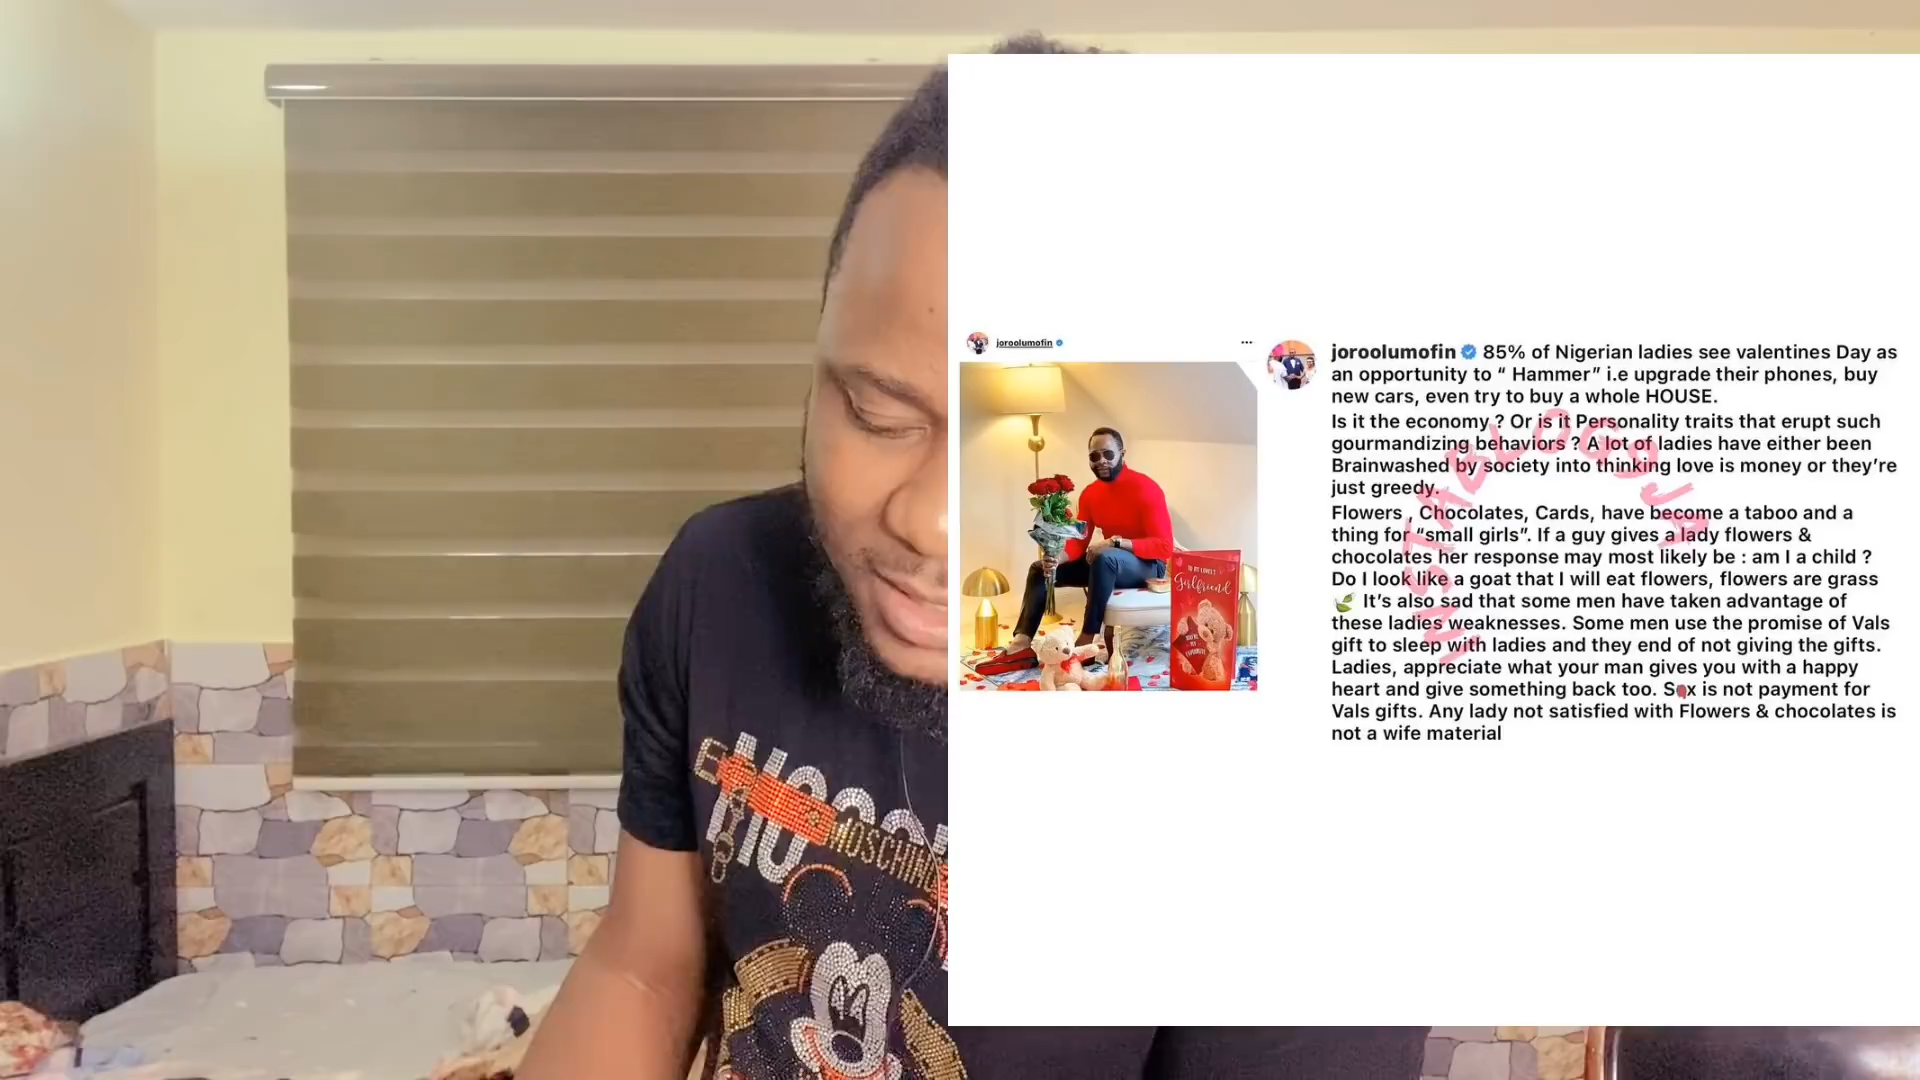 joroolumofin
joroolumofin 85% of Nigerian ladies see valentines Day as
an opportunity to “ Hammer” i.e upgrade their phones, buy
new cars, even try to buy a whole HOUSE.
Is it the economy ? Or is it Personality traits that erupt such
gourmandizing behaviors ? A lot of ladies have either been
Brainwashed by society into thinking love is money or they’re
just greedy.
Flowers , Chocolates, Cards, have become a taboo and a
thing for “small girls”. If a guy gives a lady flowers &
chocolates her response may most likely be : am I a child ?
Do I look like a goat that I will eat flowers, flowers are grass
🍃 It’s also sad that some men have taken advantage of
these ladies weaknesses. Some men use the promise of Vals
gift to sleep with ladies and they end of not giving the gifts.
Ladies, appreciate what your man gives you with a happy
heart and give something back too. Sex is not payment for
Vals gifts. Any lady not satisfied with Flowers & chocolates is
not a wife material
INSTABLOG9JA
Girlfriend
MOSCHINO